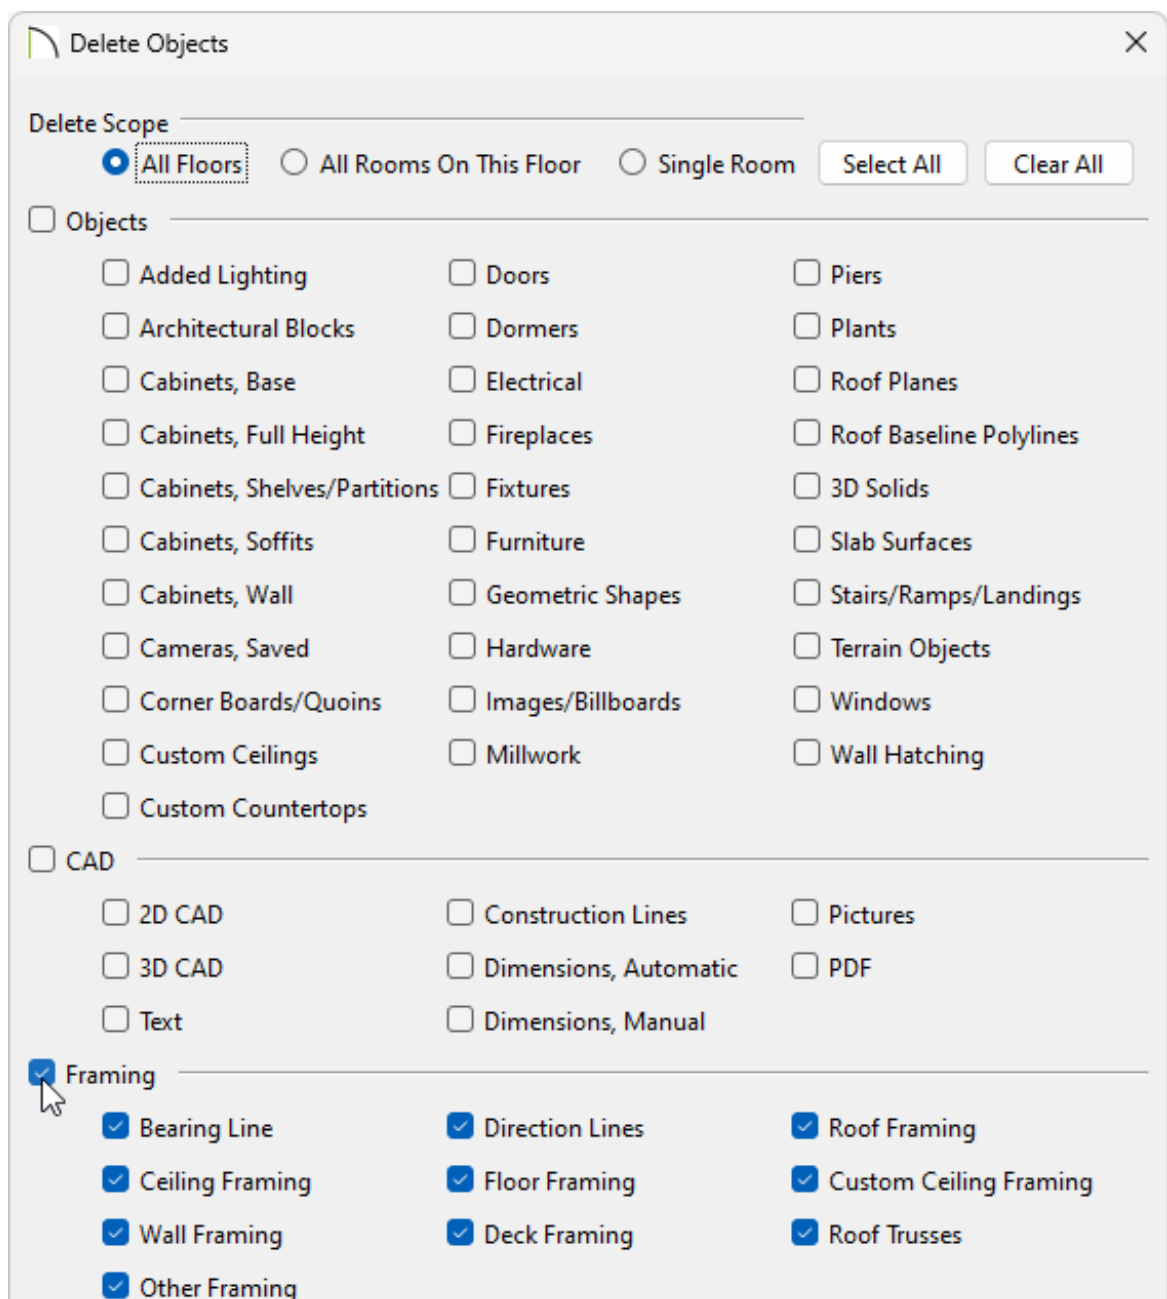 Delete Objects
Delete Scope
All Floors All Rooms On This Floor Single Room Select All Clear All
Objects
Added Lighting Doors Piers
Architectural Blocks Dormers Plants
Cabinets, Base Electrical Roof Planes
Cabinets, Full Height Fireplaces Roof Baseline Polylines
Cabinets, Shelves/Partitions Fixtures 3D Solids
Cabinets, Soffits Furniture Slab Surfaces
Cabinets, Wall Geometric Shapes Stairs/Ramps/Landings
Cameras, Saved Hardware Terrain Objects
Corner Boards/Quoins Images/Billboards Windows
Custom Ceilings Millwork Wall Hatching
Custom Countertops
CAD
2D CAD Construction Lines Pictures
3D CAD Dimensions, Automatic PDF
Text Dimensions, Manual
Framing
Bearing Line Direction Lines Roof Framing
Ceiling Framing Floor Framing Custom Ceiling Framing
Wall Framing Deck Framing Roof Trusses
Other Framing